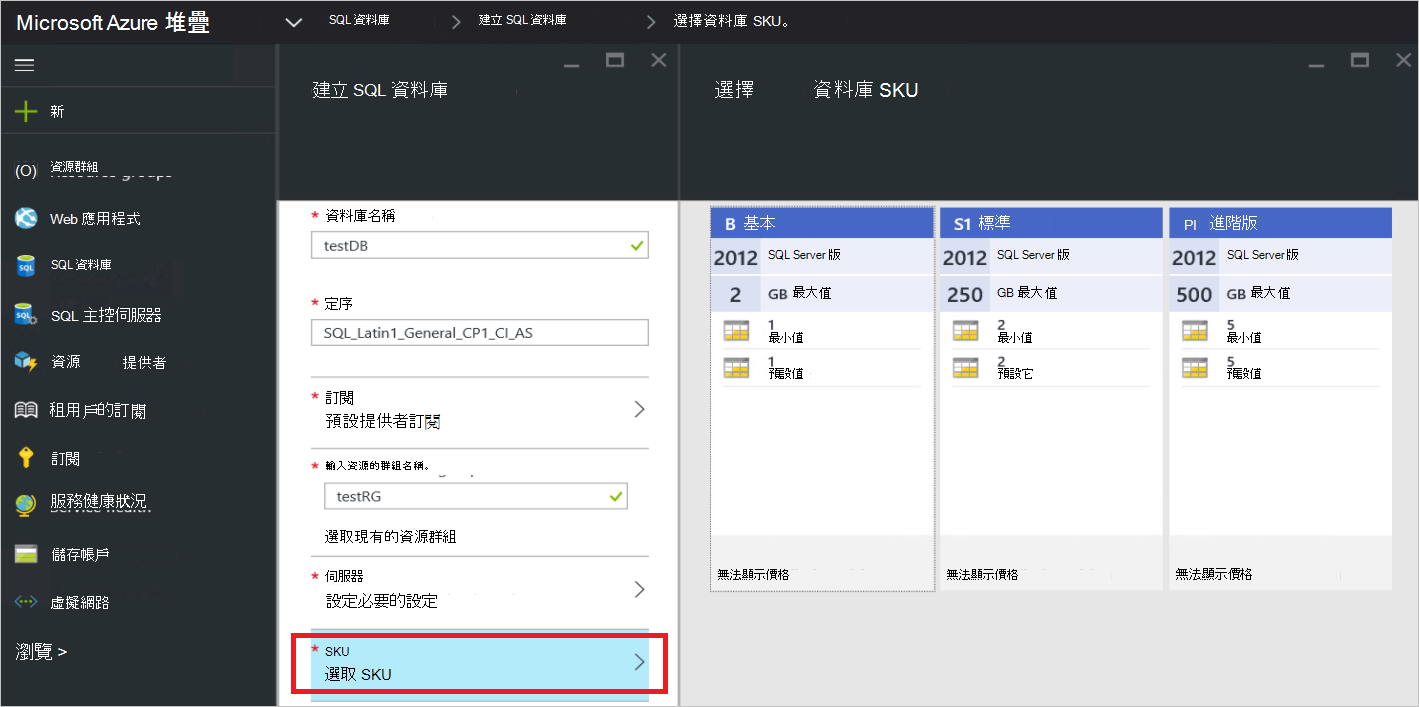 Microsoft Azure 堆疊
SQL 資料庫
建立 SQL 資料庫
選擇資料庫 SKU。
新
(O) 資源群組
Web 應用程式
SQL 資料庫
SQL 主控伺服器
資源 提供者
租用戶的訂閱
訂閱
服務健康狀況
儲存帳戶
虛擬網路
瀏覽 >
建立 SQL 資料庫
* 資料庫名稱
testDB
* 定序
SQL_Latin1_General_CP1_CI_AS
* 訂閱
預設提供者訂閱
* 輸入資源的群組名稱。
testRG
選取現有的資源群組
* 伺服器
設定必要的設定
* SKU
選取 SKU
選擇 資料庫 SKU
B 基本
2012 SQL Server 版
2 GB 最大值
1
最小值
1
預設值
無法顯示價格
S1 標準
2012 SQL Server 版
250 GB 最大值
2
最小值
2
預設它
無法顯示價格
PI 進階版
2012 SQL Server 版
500 GB 最大值
5
最小值
5
預設值
無法顯示價格